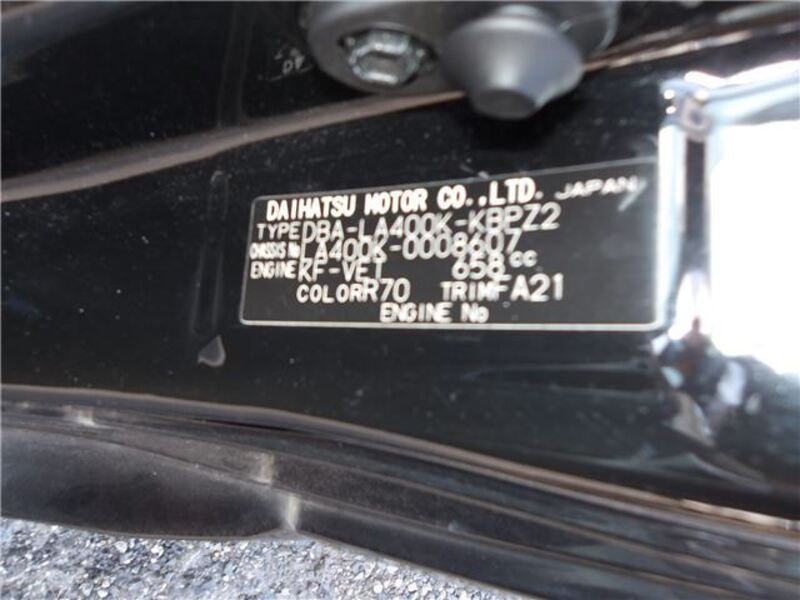 DAIHATSU MOTOR CO.,LTD. JAPAN
TYPE DBA-LA400K-KBPZ2
CHASSIS No LA400K-0008607
ENGINE KF-VET 658cc
COLOR R70 TRIM FA21
ENGINE No